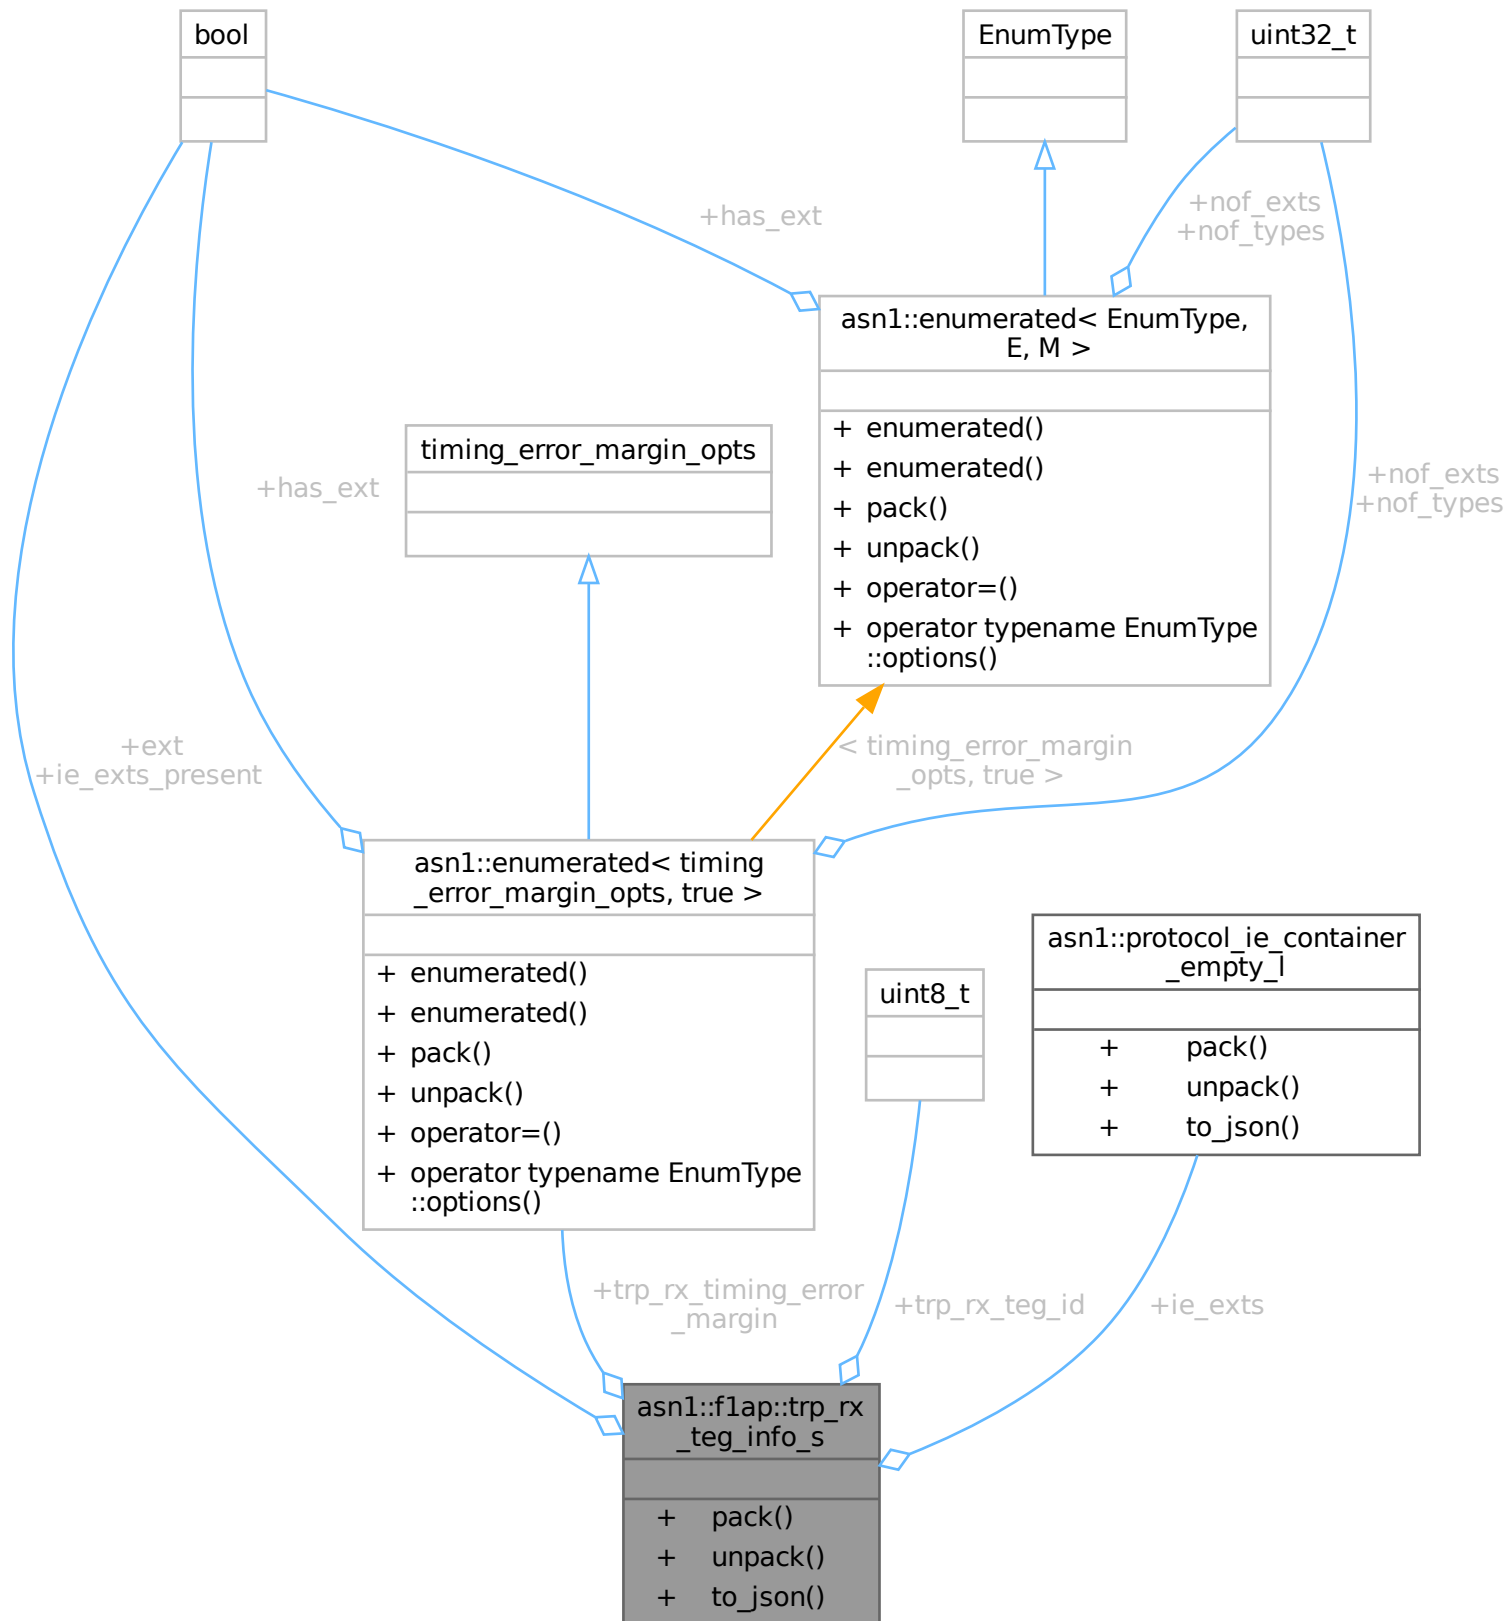 bool
EnumType
uint32_t
+has_ext
+nof_exts
+nof_types
asn1::enumerated< EnumType,
E, M >
+ enumerated()
+ enumerated()
+ pack()
+ unpack()
+ operator=()
+ operator typename EnumType
::options()
timing_error_margin_opts
+has_ext
+nof_exts
+nof_types
+ext
+ie_exts_present
< timing_error_margin
_opts, true >
asn1::enumerated< timing
_error_margin_opts, true >
+ enumerated()
+ enumerated()
+ pack()
+ unpack()
+ operator=()
+ operator typename EnumType
::options()
uint8_t
asn1::protocol_ie_container
_empty_l
+ pack()
+ unpack()
+ to_json()
+trp_rx_timing_error
_margin
+trp_rx_teg_id
+ie_exts
asn1::f1ap::trp_rx
_teg_info_s
+ pack()
+ unpack()
+ to_json()